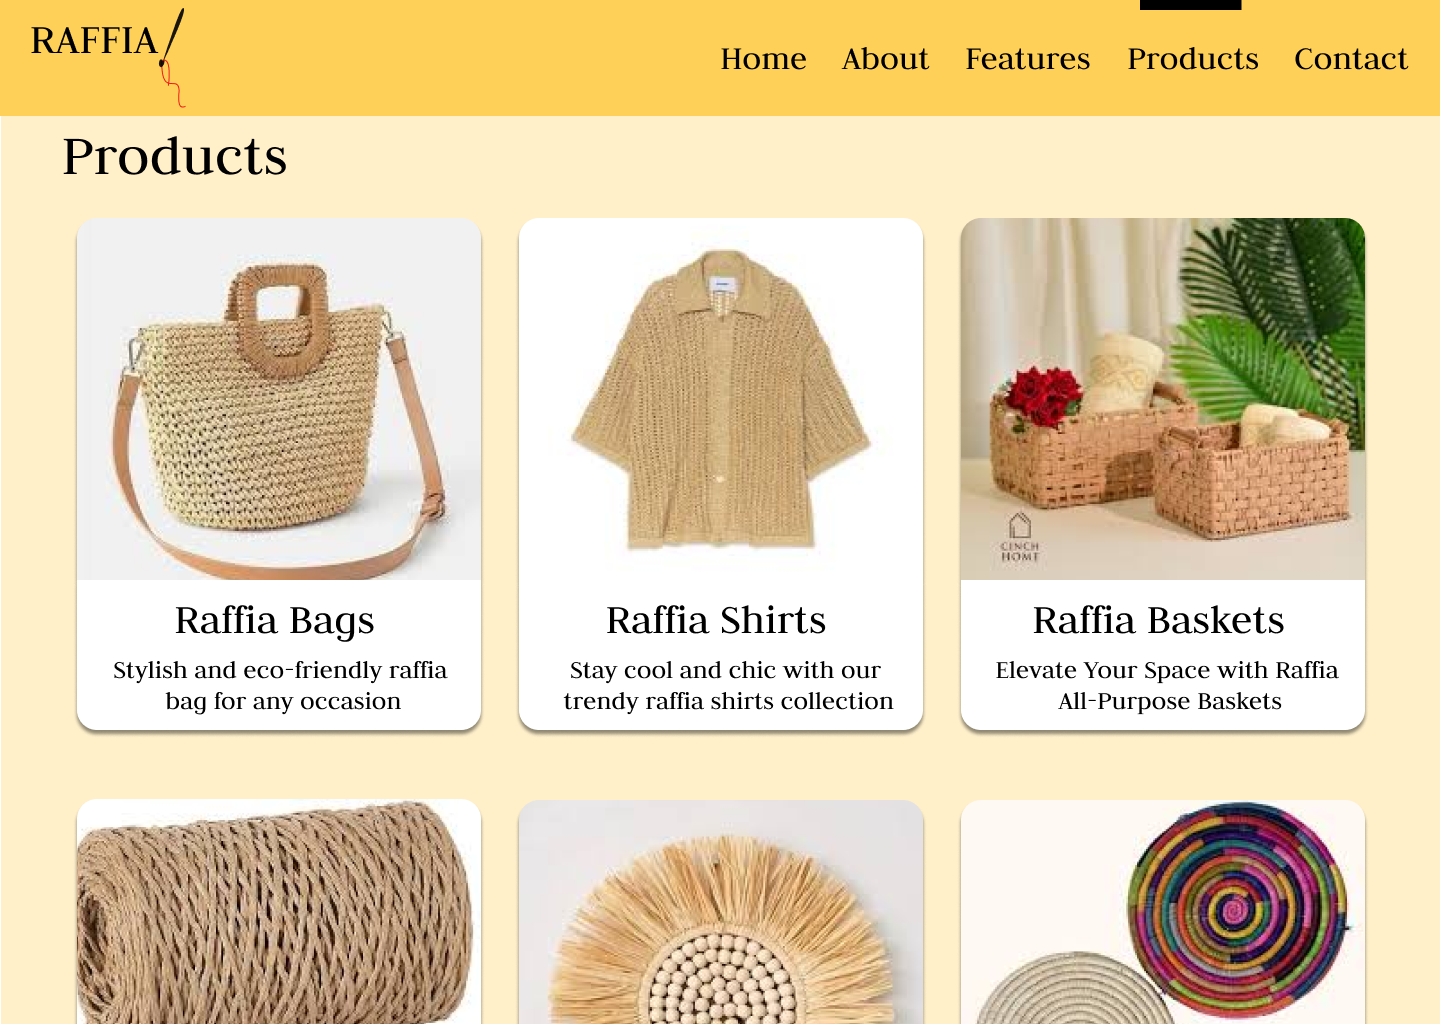 RAFFIA
Home About Features Products Contact
Products
CINCH
HOME
Raffia Bags
Stylish and eco-friendly raffia
bag for any occasion
Raffia Shirts
Stay cool and chic with our
trendy raffia shirts collection
Raffia Baskets
Elevate Your Space with Raffia
All-Purpose Baskets